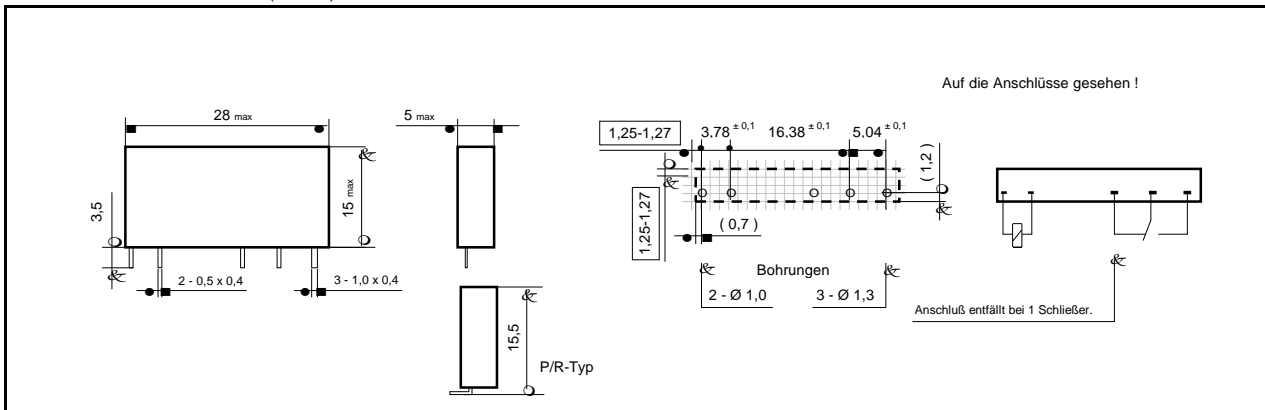 Auf die Anschlüsse gesehen !
28 max
5 max
1,25-1,27
3,78 ± 0,1
16,38 ± 0,1
5,04 ± 0,1
( 1,2 )
3,5
15 max
1,25-1,27
( 0,7 )
2 - 0,5 x 0,4
3 - 1,0 x 0,4
Bohrungen
2 - Ø 1,0
3 - Ø 1,3
Anschluß entfällt bei 1 Schließer.
15,5
P/R-Typ